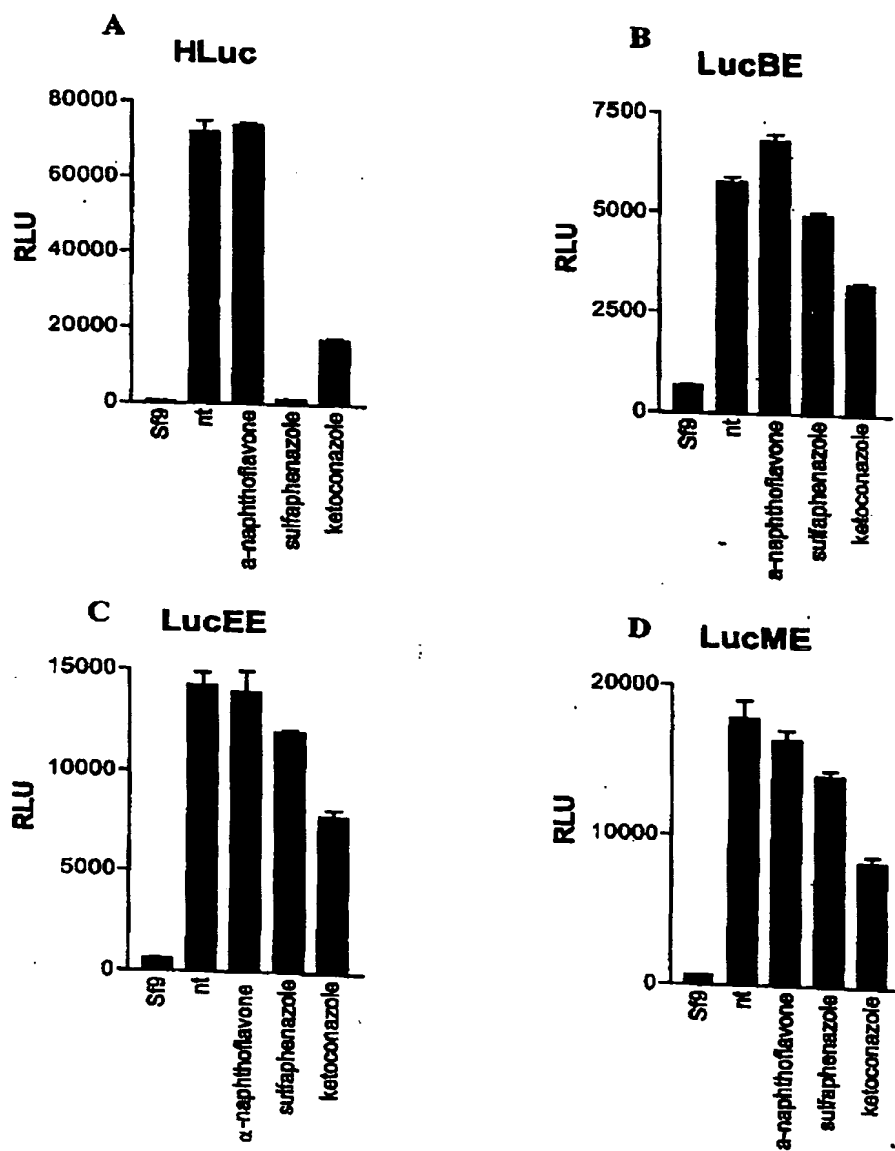 A
HLuc
80000
60000
40000
20000
0
RLU
Sf9
nt
a-naphthoflavone
sulfaphenazole
ketoconazole
B
LucBE
7500
5000
2500
0
RLU
Sf9
nt
a-naphthoflavone
sulfaphenazole
ketoconazole
C
LucEE
15000
10000
5000
0
RLU
Sf9
nt
α-naphthoflavone
sulfaphenazole
ketoconazole
D
LucME
20000
10000
0
RLU
Sf9
nt
a-naphthoflavone
sulfaphenazole
ketoconazole